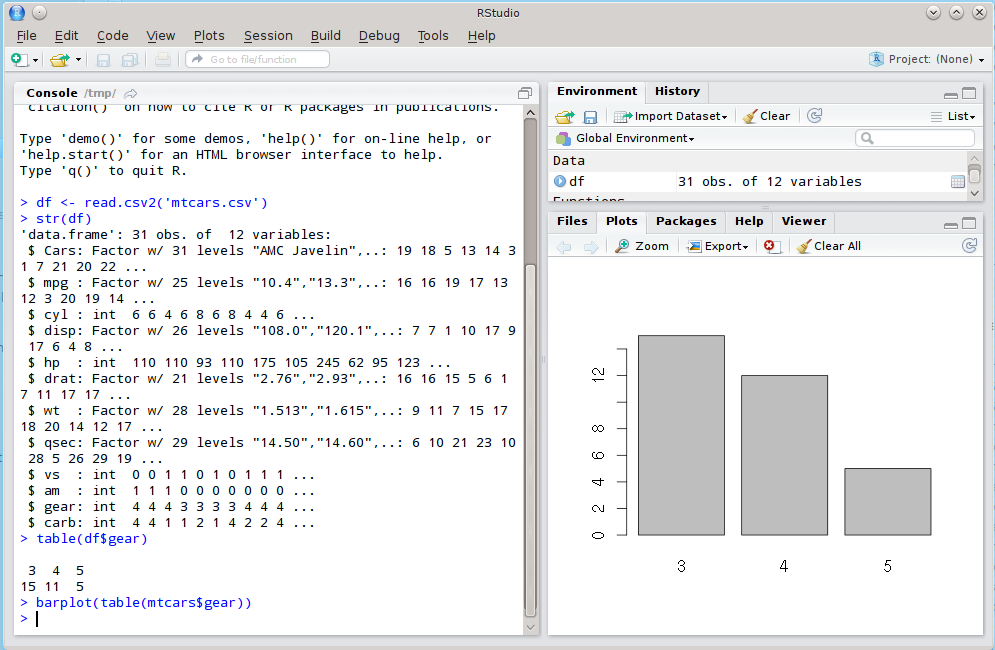 RStudio
File Edit Code View Plots Session Build Debug Tools Help
Go to file/function
Project: (None)
Console /tmp/
'citation()' on how to cite R or R packages in publications.
Type 'demo()' for some demos, 'help()' for on-line help, or
'help.start()' for an HTML browser interface to help.
Type 'q()' to quit R.
> df <- read.csv2('mtcars.csv')
> str(df)
'data.frame': 31 obs. of  12 variables:
 $ Cars: Factor w/ 31 levels "AMC Javelin",..: 19 18 5 13 14 3
1 7 21 20 22 ...
 $ mpg : Factor w/ 25 levels "10.4","13.3",..: 16 16 19 17 13
12 3 20 19 14 ...
 $ cyl : int  6 6 4 6 8 6 8 4 4 6 ...
 $ disp: Factor w/ 26 levels "108.0","120.1",..: 7 7 1 10 17 9
 17 6 4 8 ...
 $ hp  : int  110 110 93 110 175 105 245 62 95 123 ...
 $ drat: Factor w/ 21 levels "2.76","2.93",..: 16 16 15 5 6 1
7 11 17 17 ...
 $ wt  : Factor w/ 28 levels "1.513","1.615",..: 9 11 7 15 17
18 20 14 12 17 ...
 $ qsec: Factor w/ 29 levels "14.50","14.60",..: 6 10 21 23 10
 28 5 26 29 19 ...
 $ vs  : int  0 0 1 1 0 1 0 1 1 1 ...
 $ am  : int  1 1 1 0 0 0 0 0 0 0 ...
 $ gear: int  4 4 4 3 3 3 3 4 4 4 ...
 $ carb: int  4 4 1 1 2 1 4 2 2 4 ...
> table(df$gear)
 3  4  5
15 11  5
> barplot(table(mtcars$gear))
>
Environment History
Import Dataset Clear List
Global Environment
Data
df 31 obs. of 12 variables
Functions
Files Plots Packages Help Viewer
Zoom Export Clear All
12
8
6
4
2
0
3 4 5